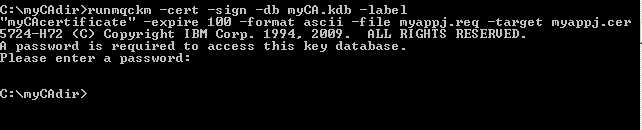 C:\myCAdir>runmqckm -cert -sign -db myCA.kdb -label
"myCAcertificate" -expire 100 -format ascii -file myappj.req -target myappj.cer
5724-H72 (C) Copyright IBM Corp. 1994, 2009.  ALL RIGHTS RESERVED.
A password is required to access this key database.
Please enter a password:
C:\myCAdir>